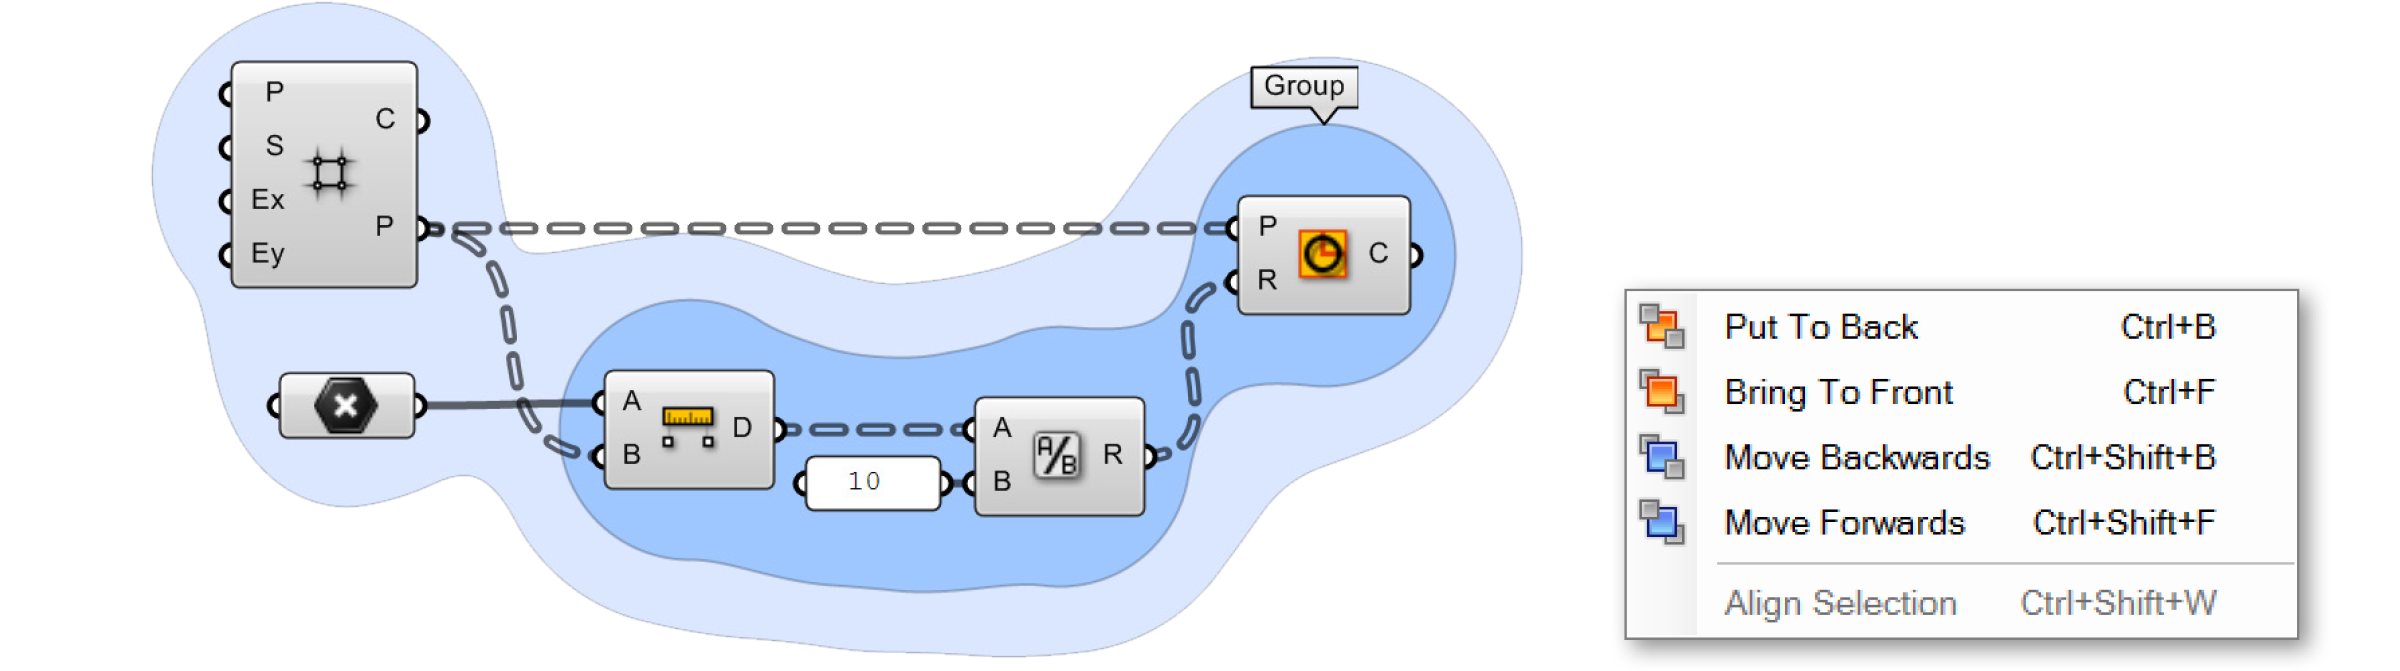 P
S
Ex
Ey
C
P
A
B
D
10
A
B
A/B
R
Group
P
R
C
Put To Back Ctrl+B
Bring To Front Ctrl+F
Move Backwards Ctrl+Shift+B
Move Forwards Ctrl+Shift+F
Align Selection Ctrl+Shift+W